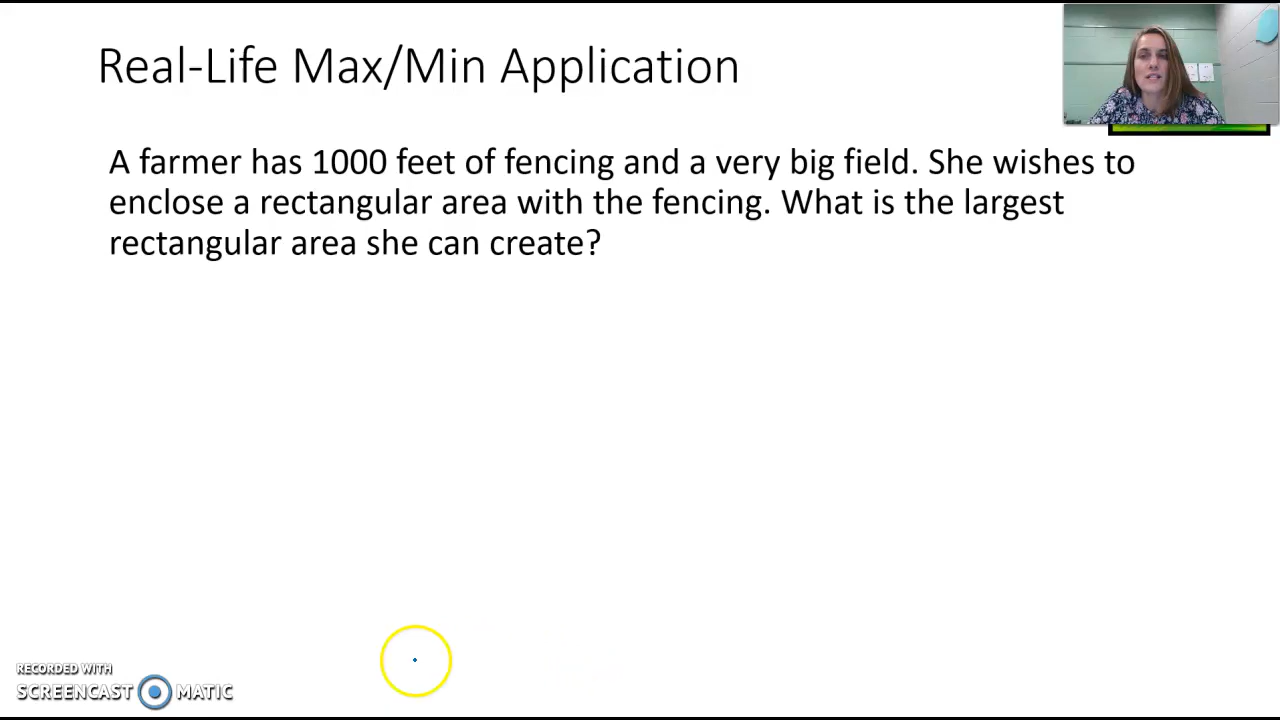 Real-Life Max/Min Application
A farmer has 1000 feet of fencing and a very big field. She wishes to
enclose a rectangular area with the fencing. What is the largest
rectangular area she can create?
RECORDED WITH
SCREENCAST MATIC